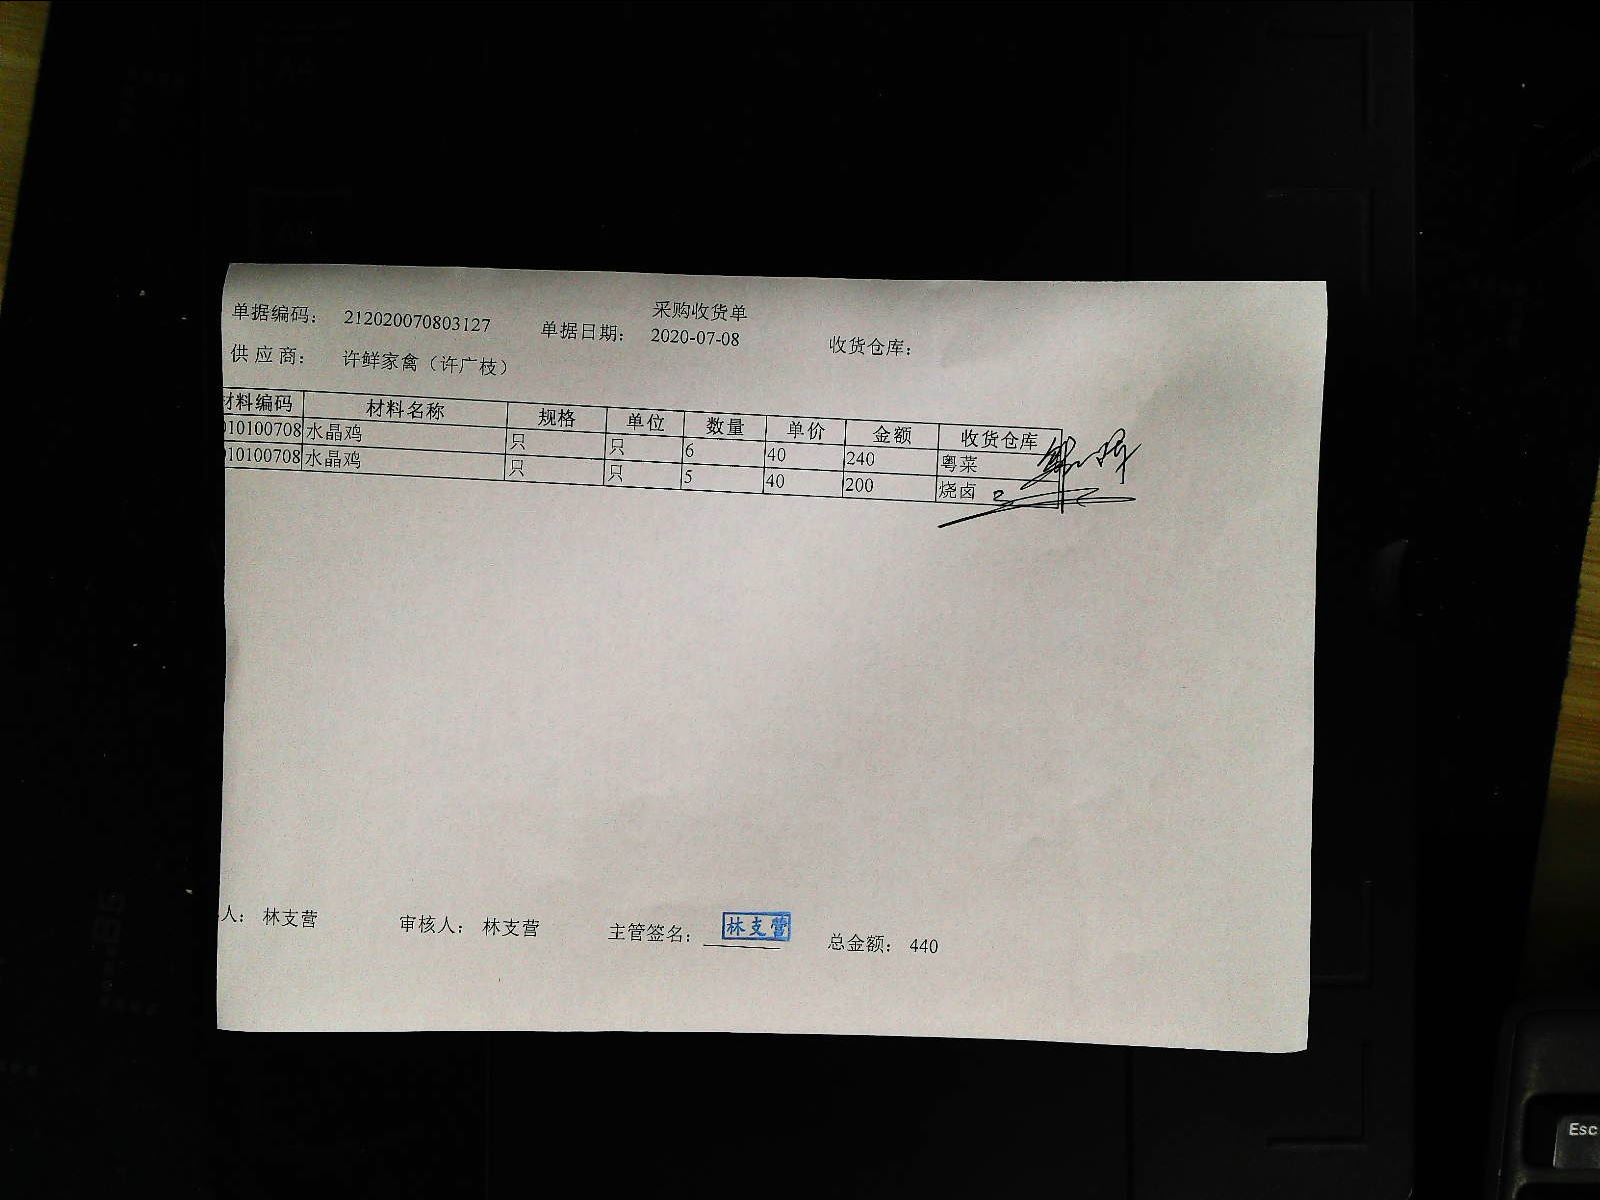 采购收货单
单据编码： 212020070803127 单据日期： 2020-07-08 收货仓库：
供应商： 许鲜家禽（许广枝）
材料编码 材料名称 规格 单位 数量 单价 金额 收货仓库
010100708 水晶鸡 只 只 6 40 240 粤菜
010100708 水晶鸡 只 只 5 40 200 烧卤
人： 林支营 审核人： 林支营 主管签名： 林支营 总金额： 440
Esc